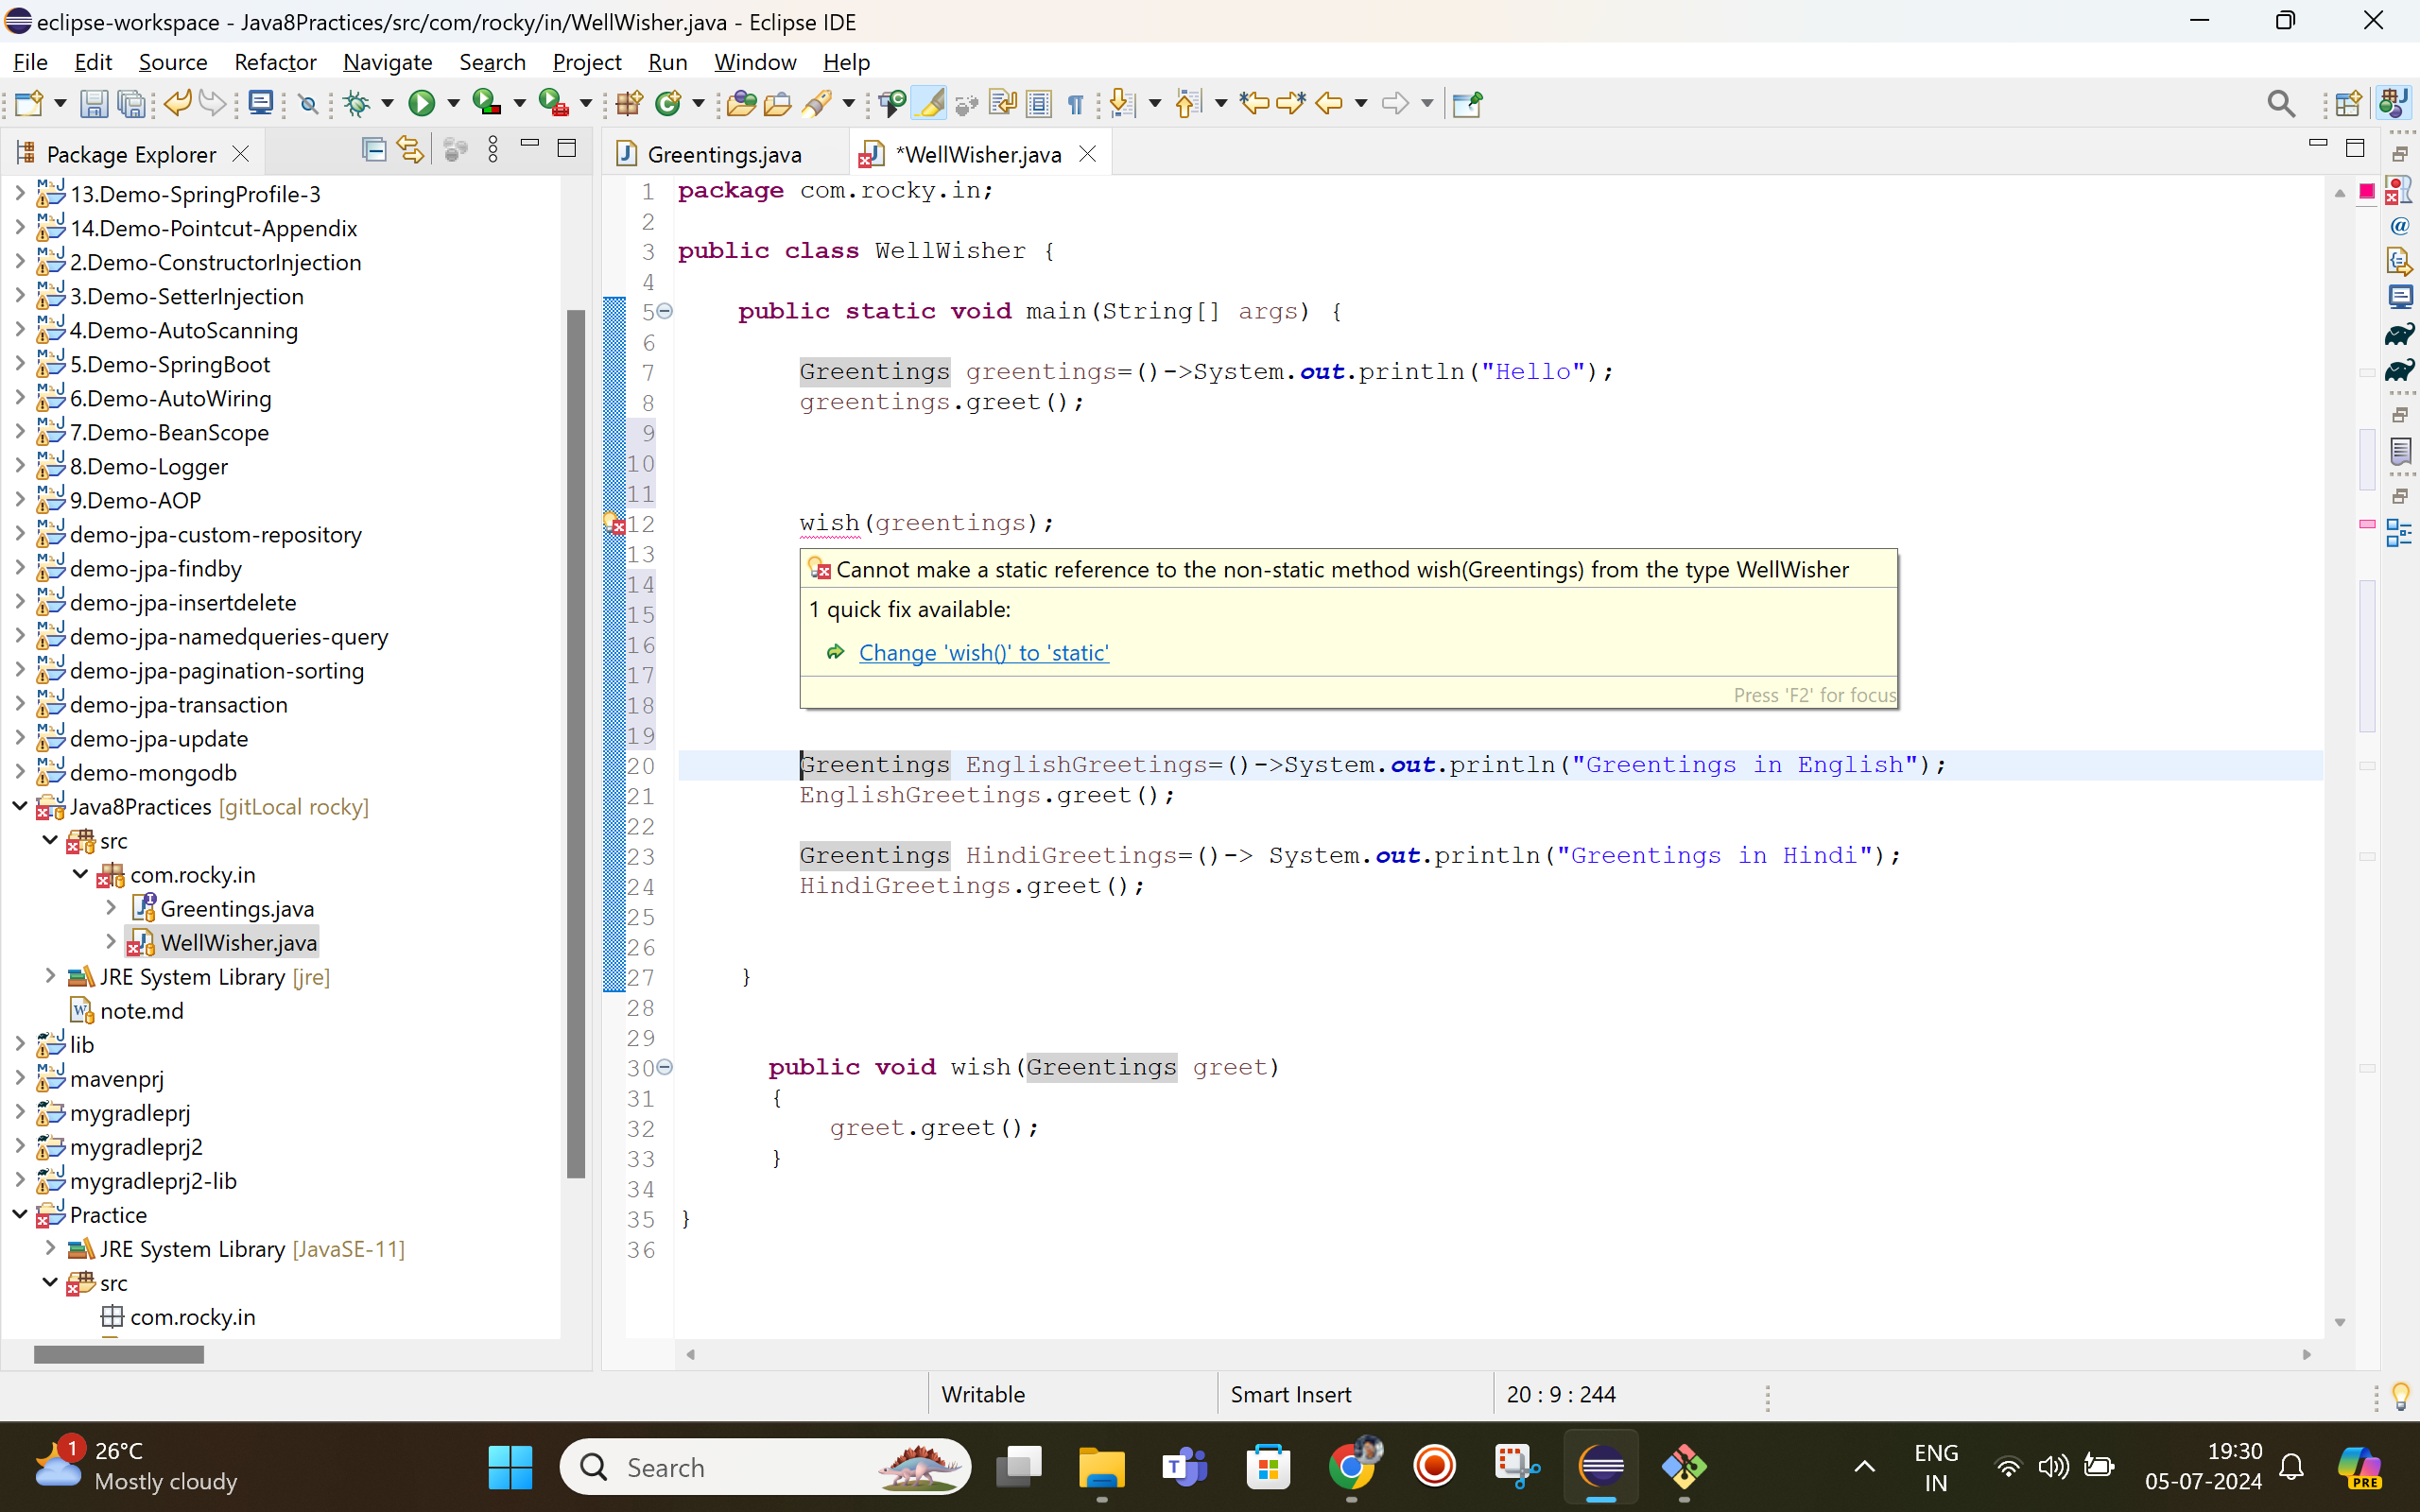 eclipse-workspace - Java8Practices/src/com/rocky/in/WellWisher.java - Eclipse IDE
File Edit Source Refactor Navigate Search Project Run Window Help
Package Explorer
13.Demo-SpringProfile-3
14.Demo-Pointcut-Appendix
2.Demo-ConstructorInjection
3.Demo-SetterInjection
4.Demo-AutoScanning
5.Demo-SpringBoot
6.Demo-AutoWiring
7.Demo-BeanScope
8.Demo-Logger
9.Demo-AOP
demo-jpa-custom-repository
demo-jpa-findby
demo-jpa-insertdelete
demo-jpa-namedqueries-query
demo-jpa-pagination-sorting
demo-jpa-transaction
demo-jpa-update
demo-mongodb
Java8Practices [gitLocal rocky]
src
com.rocky.in
Greentings.java
WellWisher.java
JRE System Library [jre]
note.md
lib
mavenprj
mygradleprj
mygradleprj2
mygradleprj2-lib
Practice
JRE System Library [JavaSE-11]
src
com.rocky.in
Greentings.java *WellWisher.java
1 package com.rocky.in;
2
3 public class WellWisher {
4
5 public static void main(String[] args) {
6
7 Greentings greentings=()->System.out.println("Hello");
8 greentings.greet();
9
10
11
12 wish(greentings);
13
Cannot make a static reference to the non-static method wish(Greentings) from the type WellWisher
14
1 quick fix available:
15
16
Change 'wish()' to 'static'
17
Press 'F2' for focus
18
19
20 Greentings EnglishGreetings=()->System.out.println("Greentings in English");
21 EnglishGreetings.greet();
22
23 Greentings HindiGreetings=()-> System.out.println("Greentings in Hindi");
24 HindiGreetings.greet();
25
26
27 }
28
29
30 public void wish(Greentings greet)
31 {
32 greet.greet();
33 }
34
35 }
36
Writable Smart Insert 20 : 9 : 244
1
26°C
Mostly cloudy
Search
ENG
IN
19:30
05-07-2024
PRE